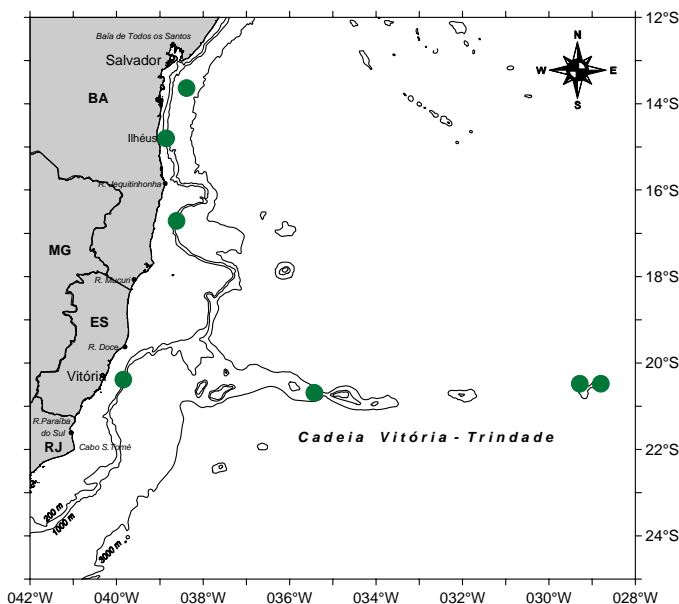 12°S
Baía de Todos os Santos
Salvador
N
W E
S
BA
14°S
Ilhéus
R. Jequitinhonha
16°S
MG
R. Mucuri
18°S
ES
R. Doce
20°S
Vitória
R.Paraíba
do Sul
Cadeia Vitória - Trindade
RJ
Cabo S.Tomé
22°S
200 m
1000 m
3000 m
24°S
042°W 040°W 038°W 036°W 034°W 032°W 030°W 028°W